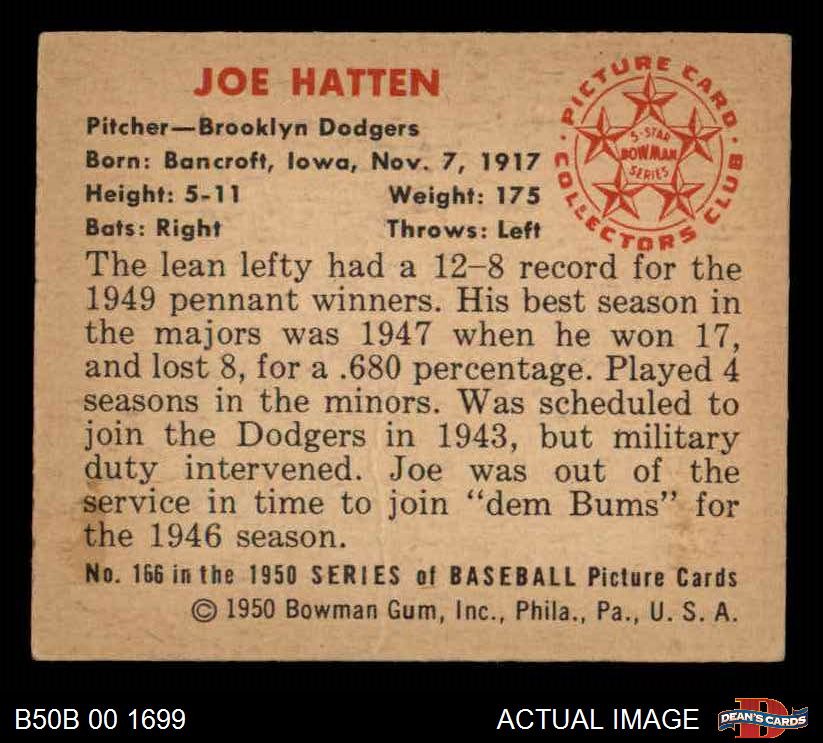 JOE HATTEN
Pitcher—Brooklyn Dodgers
Born: Bancroft, Iowa, Nov. 7, 1917
Height: 5-11 Weight: 175
Bats: Right Throws: Left
· PICTURE CARD ·
COLLECTORS CLUB
5-STAR
BOWMAN
SERIES
The lean lefty had a 12–8 record for the
1949 pennant winners. His best season in
the majors was 1947 when he won 17,
and lost 8, for a .680 percentage. Played 4
seasons in the minors. Was scheduled to
join the Dodgers in 1943, but military
duty intervened. Joe was out of the
service in time to join “dem Bums” for
the 1946 season.
No. 166 in the 1950 SERIES of BASEBALL Picture Cards
© 1950 Bowman Gum, Inc., Phila., Pa., U. S. A.
B50B 00 1699
ACTUAL IMAGE
D
DEAN'S CARDS